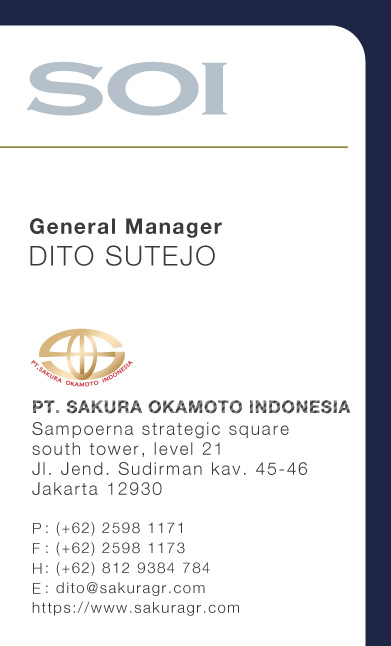 SOI
General Manager
DITO SUTEJO
PT. SAKURA OKAMOTO INDONESIA
PT. SAKURA OKAMOTO INDONESIA
Sampoerna strategic square
south tower, level 21
Jl. Jend. Sudirman kav. 45-46
Jakarta 12930
P: (+62) 2598 1171
F: (+62) 2598 1173
H: (+62) 812 9384 784
E: dito@sakuragr.com
https://www.sakuragr.com